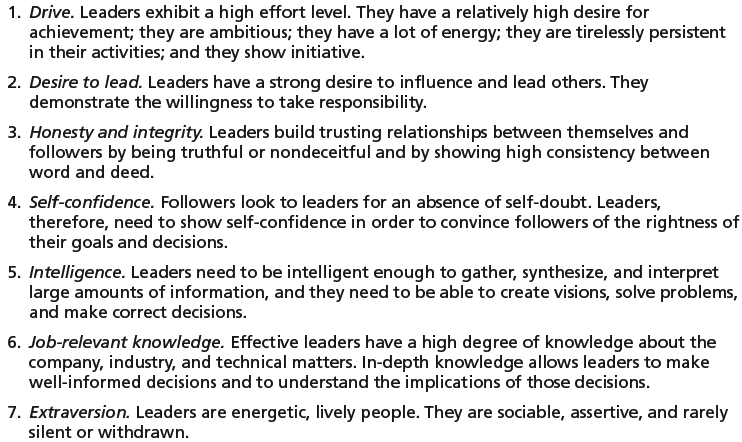 1. Drive. Leaders exhibit a high effort level. They have a relatively high desire for
achievement; they are ambitious; they have a lot of energy; they are tirelessly persistent
in their activities; and they show initiative.
2. Desire to lead. Leaders have a strong desire to influence and lead others. They
demonstrate the willingness to take responsibility.
3. Honesty and integrity. Leaders build trusting relationships between themselves and
followers by being truthful or nondeceitful and by showing high consistency between
word and deed.
4. Self-confidence. Followers look to leaders for an absence of self-doubt. Leaders,
therefore, need to show self-confidence in order to convince followers of the rightness of
their goals and decisions.
5. Intelligence. Leaders need to be intelligent enough to gather, synthesize, and interpret
large amounts of information, and they need to be able to create visions, solve problems,
and make correct decisions.
6. Job-relevant knowledge. Effective leaders have a high degree of knowledge about the
company, industry, and technical matters. In-depth knowledge allows leaders to make
well-informed decisions and to understand the implications of those decisions.
7. Extraversion. Leaders are energetic, lively people. They are sociable, assertive, and rarely
silent or withdrawn.